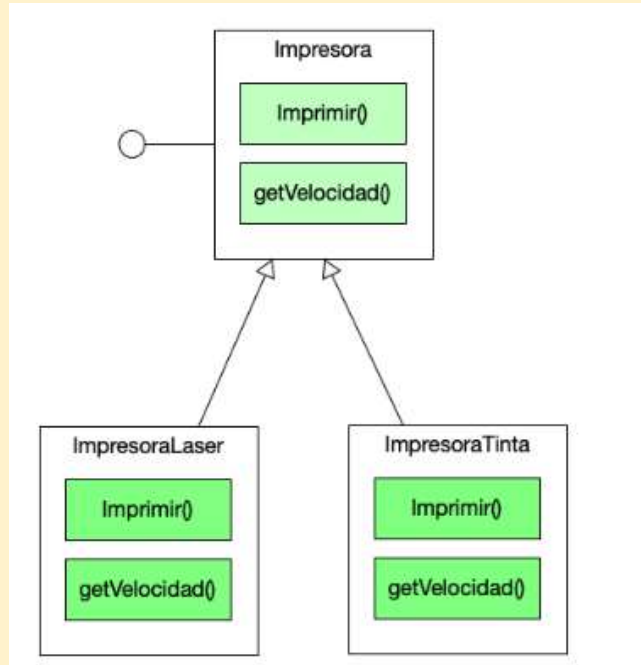 Impresora
Imprimir()
getVelocidad()
ImpresoraLaser
Imprimir()
getVelocidad()
ImpresoraTinta
Imprimir()
getVelocidad()